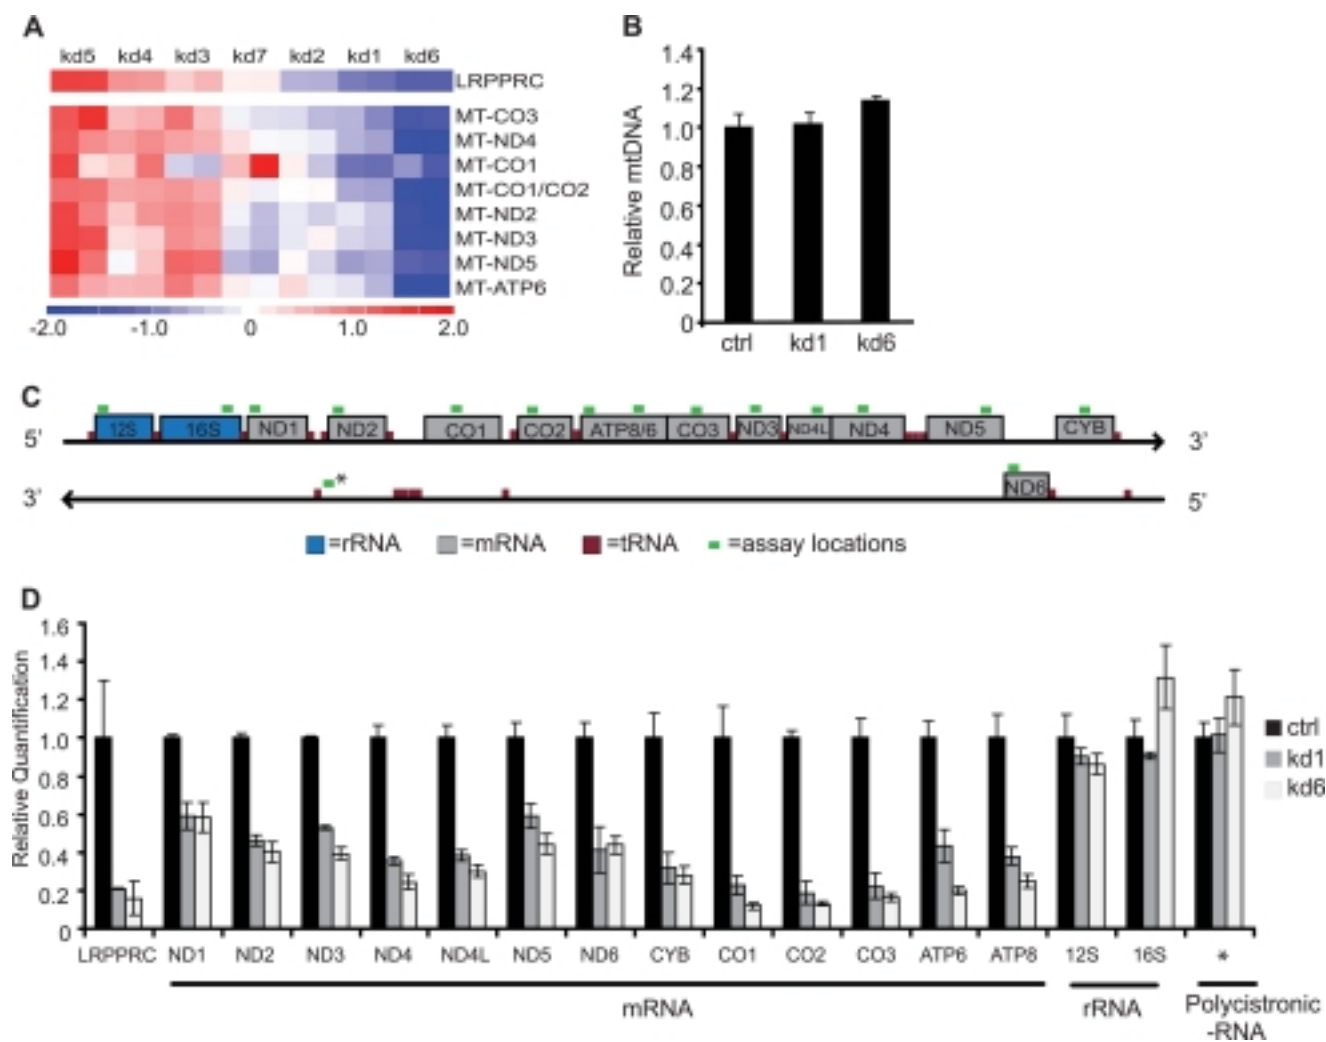 A
kd5 kd4 kd3 kd7 kd2 kd1 kd6
LRPPRC
MT-CO3
MT-ND4
MT-CO1
MT-CO1/CO2
MT-ND2
MT-ND3
MT-ND5
MT-ATP6
-2.0 -1.0 0 1.0 2.0
B
Relative mtDNA
1.4
1.2
1.0
0.8
0.6
0.4
0.2
0
ctrl kd1 kd6
C
5' 12S 16S ND1 ND2 CO1 CO2 ATP8/6 CO3 ND3 ND4L ND4 ND5 CYB 3'
3' * ND6 5'
=rRNA =mRNA =tRNA =assay locations
D
Relative Quantification
1.6
1.4
1.2
1.0
0.8
0.6
0.4
0.2
0
ctrl
kd1
kd6
LRPPRC ND1 ND2 ND3 ND4 ND4L ND5 ND6 CYB CO1 CO2 CO3 ATP6 ATP8 12S 16S *
mRNA rRNA Polycistronic
-RNA